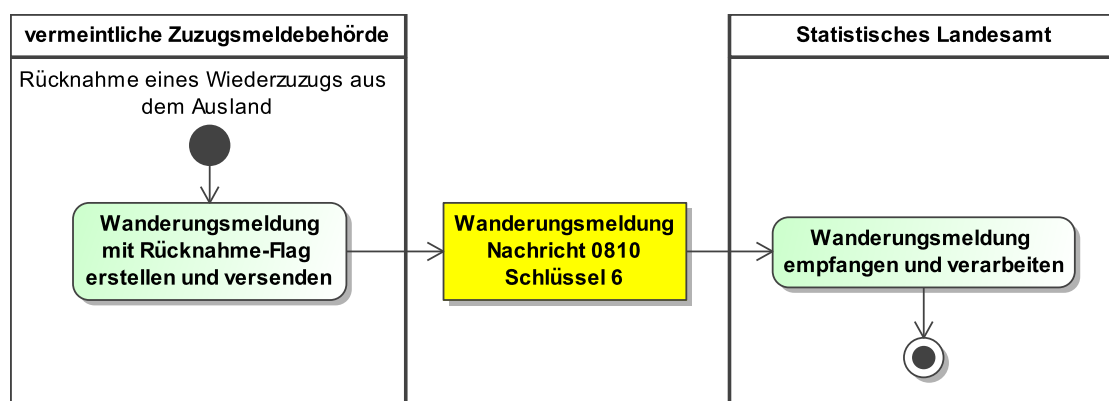 vermeintliche Zuzugsmeldebehörde
Statistisches Landesamt
Rücknahme eines Wiederzuzugs aus
dem Ausland
Wanderungsmeldung
mit Rücknahme-Flag
erstellen und versenden
Wanderungsmeldung
Nachricht 0810
Schlüssel 6
Wanderungsmeldung
empfangen und verarbeiten